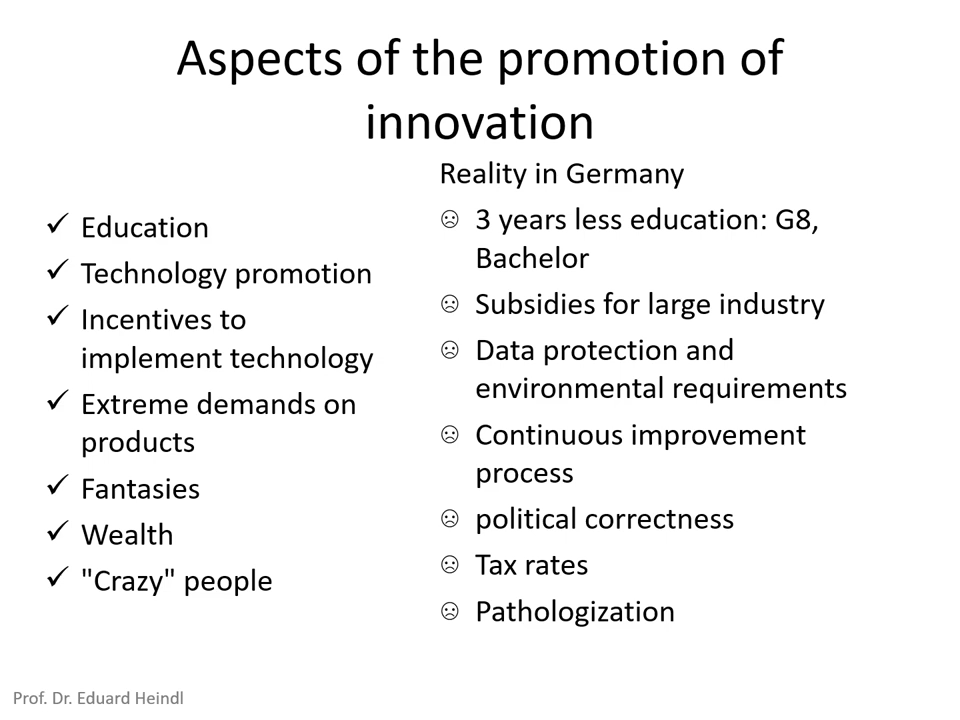 Aspects of the promotion of
innovation
✓ Education
✓ Technology promotion
✓ Incentives to
implement technology
✓ Extreme demands on
products
✓ Fantasies
✓ Wealth
✓ "Crazy" people
Reality in Germany
☹ 3 years less education: G8,
Bachelor
☹ Subsidies for large industry
☹ Data protection and
environmental requirements
☹ Continuous improvement
process
☹ political correctness
☹ Tax rates
☹ Pathologization
Prof. Dr. Eduard Heindl